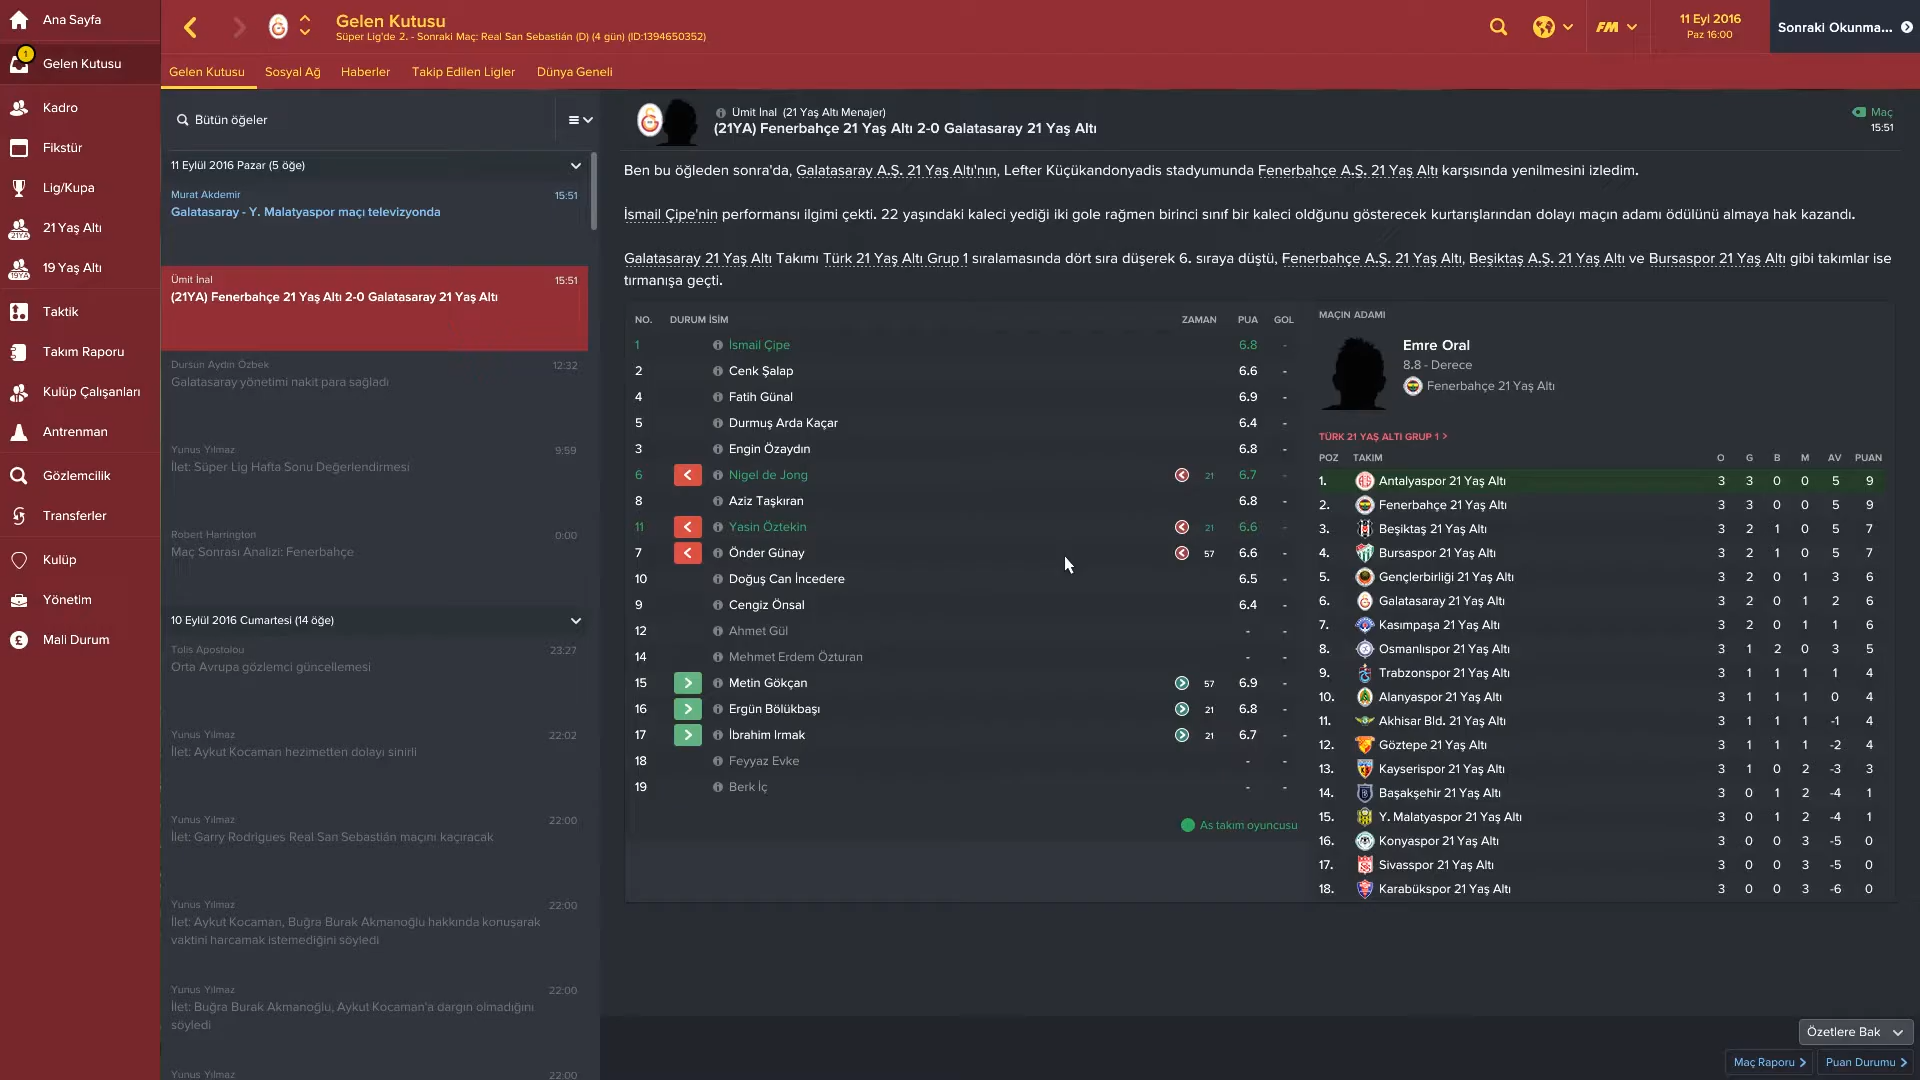 Ana Sayfa
1
Gelen Kutusu
Kadro
Fikstür
Lig/Kupa
21 Yaş Altı
19 Yaş Altı
Taktik
Takım Raporu
Kulüp Çalışanları
Antrenman
Gözlemcilik
Transferler
Kulüp
Yönetim
Mali Durum
Gelen Kutusu
Süper Lig'de 2. - Sonraki Maç: Real San Sebastián (D) (4 gün) (ID:1394650352)
FM
11 Eyl 2016
Paz 16:00
Sonraki Okunma...
Gelen Kutusu Sosyal Ağ Haberler Takip Edilen Ligler Dünya Geneli
Bütün öğeler
11 Eylül 2016 Pazar (5 öğe)
Murat Akdemir 15:51
Galatasaray - Y. Malatyaspor maçı televizyonda
Ümit İnal 15:51
(21YA) Fenerbahçe 21 Yaş Altı 2-0 Galatasaray 21 Yaş Altı
Dursun Aydın Özbek 12:32
Galatasaray yönetimi nakit para sağladı
Yunus Yılmaz 9:59
İlet: Süper Lig Hafta Sonu Değerlendirmesi
Robert Harrington 0:00
Maç Sonrası Analizi: Fenerbahçe
10 Eylül 2016 Cumartesi (14 öğe)
Tolis Apostolou 23:27
Orta Avrupa gözlemci güncellemesi
Yunus Yılmaz 22:02
İlet: Aykut Kocaman hezimetten dolayı sinirli
Yunus Yılmaz 22:00
İlet: Garry Rodrigues Real San Sebastián maçını kaçıracak
Yunus Yılmaz 22:00
İlet: Aykut Kocaman, Buğra Burak Akmanoğlu hakkında konuşarak
vaktini harcamak istemediğini söyledi
Yunus Yılmaz 22:00
İlet: Buğra Burak Akmanoğlu, Aykut Kocaman'a dargın olmadığını
söyledi
Yunus Yılmaz 22:00
Ümit İnal (21 Yaş Altı Menajer)
(21YA) Fenerbahçe 21 Yaş Altı 2-0 Galatasaray 21 Yaş Altı
Maç
15:51
Ben bu öğleden sonra'da, Galatasaray A.Ş. 21 Yaş Altı'nın, Lefter Küçükandonyadis stadyumunda Fenerbahçe A.Ş. 21 Yaş Altı karşısında yenilmesini izledim.
İsmail Çipe'nin performansı ilgimi çekti. 22 yaşındaki kaleci yediği iki gole rağmen birinci sınıf bir kaleci oldğunu gösterecek kurtarışlarından dolayı maçın adamı ödülünü almaya hak kazandı.
Galatasaray 21 Yaş Altı Takımı Türk 21 Yaş Altı Grup 1 sıralamasında dört sıra düşerek 6. sıraya düştü, Fenerbahçe A.Ş. 21 Yaş Altı, Beşiktaş A.Ş. 21 Yaş Altı ve Bursaspor 21 Yaş Altı gibi takımlar ise
tırmanışa geçti.
NO. DURUM İSİM ZAMAN PUA GOL
1 İsmail Çipe 6.8 -
2 Cenk Şalap 6.6 -
4 Fatih Günal 6.9 -
5 Durmuş Arda Kaçar 6.4 -
3 Engin Özaydın 6.8 -
6 Nigel de Jong 21 6.7 -
8 Aziz Taşkıran 6.8 -
11 Yasin Öztekin 21 6.6 -
7 Önder Günay 57 6.6 -
10 Doğuş Can İncedere 6.5 -
9 Cengiz Önsal 6.4 -
12 Ahmet Gül - -
14 Mehmet Erdem Özturan - -
15 Metin Gökçan 57 6.9 -
16 Ergün Bölükbaşı 21 6.8 -
17 İbrahim Irmak 21 6.7 -
18 Feyyaz Evke - -
19 Berk İç - -
As takım oyuncusu
MAÇIN ADAMI
Emre Oral
8.8 - Derece
Fenerbahçe 21 Yaş Altı
TÜRK 21 YAŞ ALTI GRUP 1 >
POZ TAKIM O G B M AV PUAN
1. Antalyaspor 21 Yaş Altı 3 3 0 0 5 9
2. Fenerbahçe 21 Yaş Altı 3 3 0 0 5 9
3. Beşiktaş 21 Yaş Altı 3 2 1 0 5 7
4. Bursaspor 21 Yaş Altı 3 2 1 0 5 7
5. Gençlerbirliği 21 Yaş Altı 3 2 0 1 3 6
6. Galatasaray 21 Yaş Altı 3 2 0 1 2 6
7. Kasımpaşa 21 Yaş Altı 3 2 0 1 1 6
8. Osmanlıspor 21 Yaş Altı 3 1 2 0 3 5
9. Trabzonspor 21 Yaş Altı 3 1 1 1 1 4
10. Alanyaspor 21 Yaş Altı 3 1 1 1 0 4
11. Akhisar Bld. 21 Yaş Altı 3 1 1 1 -1 4
12. Göztepe 21 Yaş Altı 3 1 1 1 -2 4
13. Kayserispor 21 Yaş Altı 3 1 0 2 -3 3
14. Başakşehir 21 Yaş Altı 3 0 1 2 -4 1
15. Y. Malatyaspor 21 Yaş Altı 3 0 1 2 -4 1
16. Konyaspor 21 Yaş Altı 3 0 0 3 -5 0
17. Sivasspor 21 Yaş Altı 3 0 0 3 -5 0
18. Karabükspor 21 Yaş Altı 3 0 0 3 -6 0
Özetlere Bak
Maç Raporu > Puan Durumu >